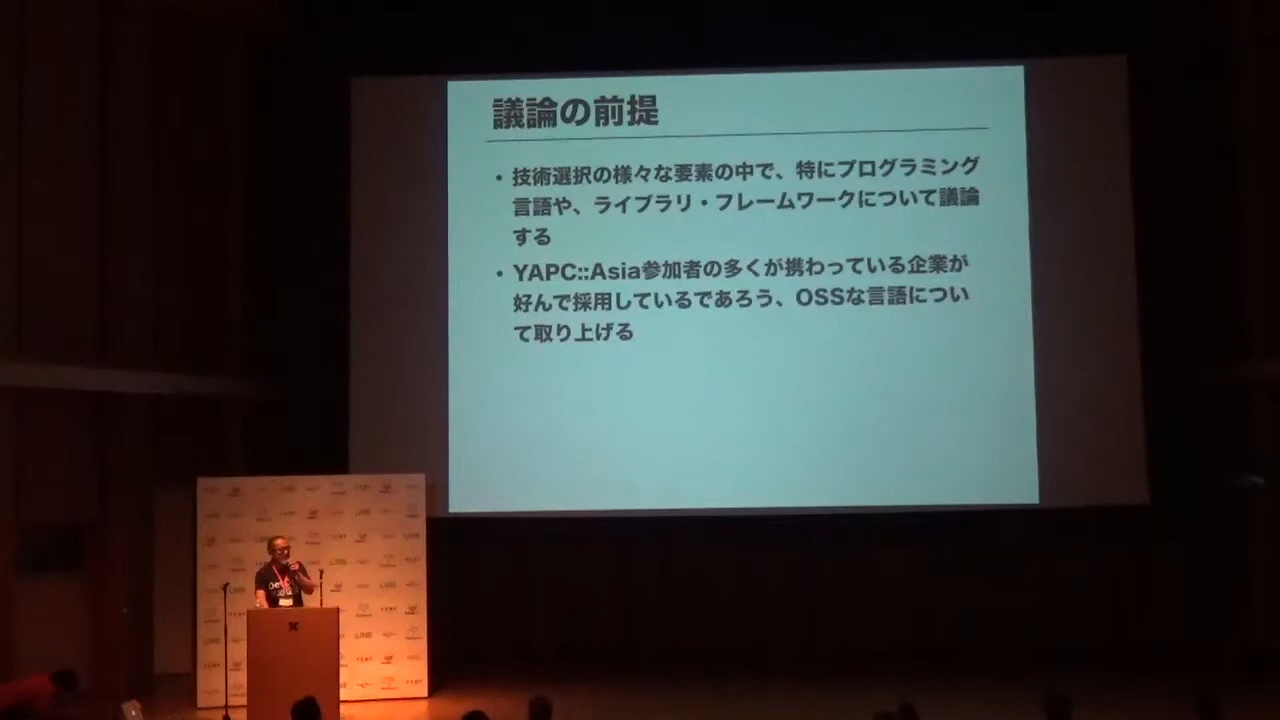 議論の前提
・技術選択の様々な要素の中で、特にプログラミング
言語や、ライブラリ・フレームワークについて議論
する
・YAPC::Asia参加者の多くが携わっている企業が
好んで採用しているであろう、OSSな言語につい
て取り上げる
LINE
LINE
LINE
LINE